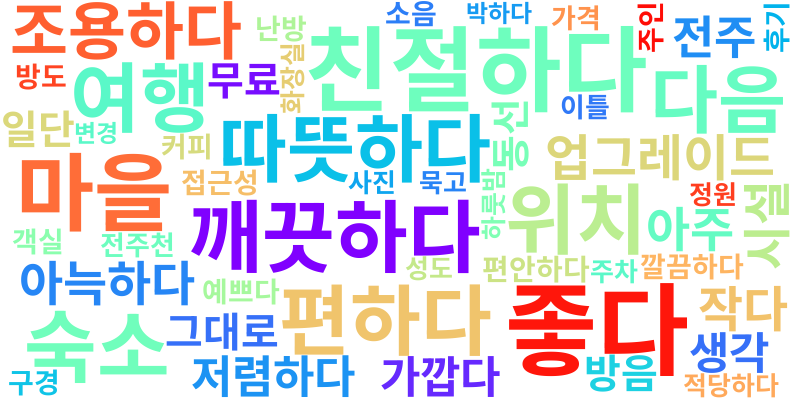 조용하다
난방
소음
박하다
가격
주인
전주
후기
방도
여행
무료
화장실
친절하다
다음
이틀
일단
변경
커피
따뜻하다
동선
업그레이드
마을
접근성
사진
묵고
하룻밤
정원
시설
깨끗하다
위치
아주
객실
전주천
아늑하다
예쁘다
성도
편안하다
주차
깔끔하다
숙소
그대로
편하다
좋다
작다
생각
구경
저렴하다
가깝다
방음
적당하다